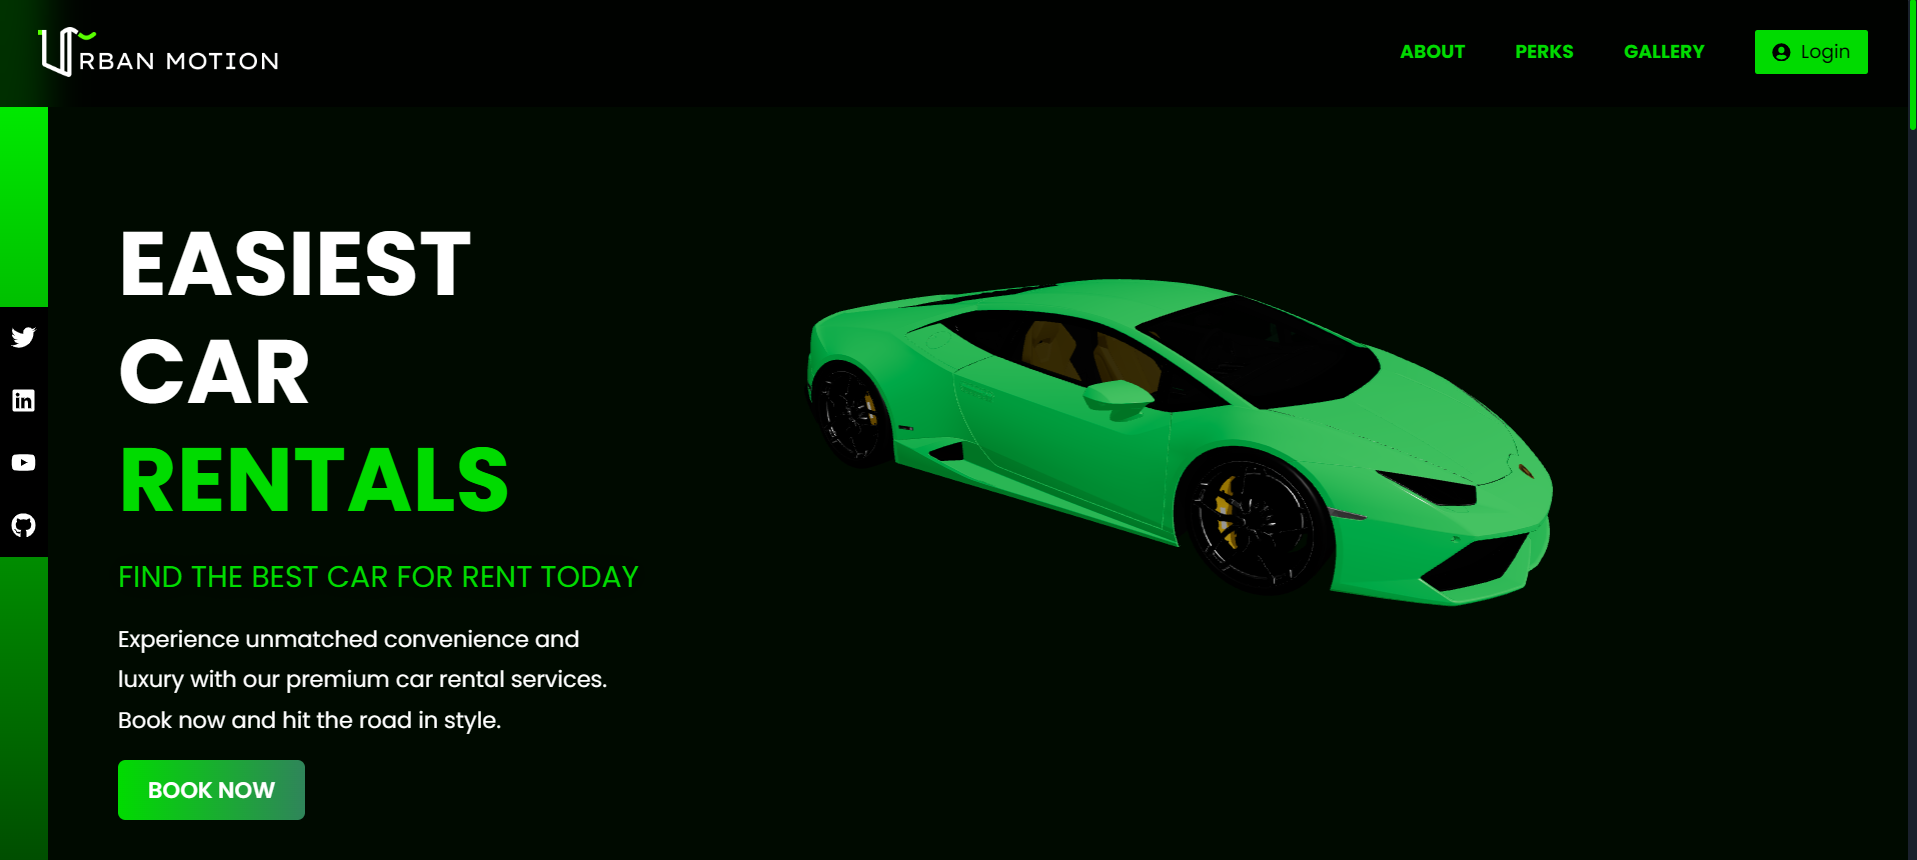 URBAN MOTION
ABOUT
PERKS
GALLERY
Login
EASIEST
CAR
RENTALS
FIND THE BEST CAR FOR RENT TODAY
Experience unmatched convenience and
luxury with our premium car rental services.
Book now and hit the road in style.
BOOK NOW